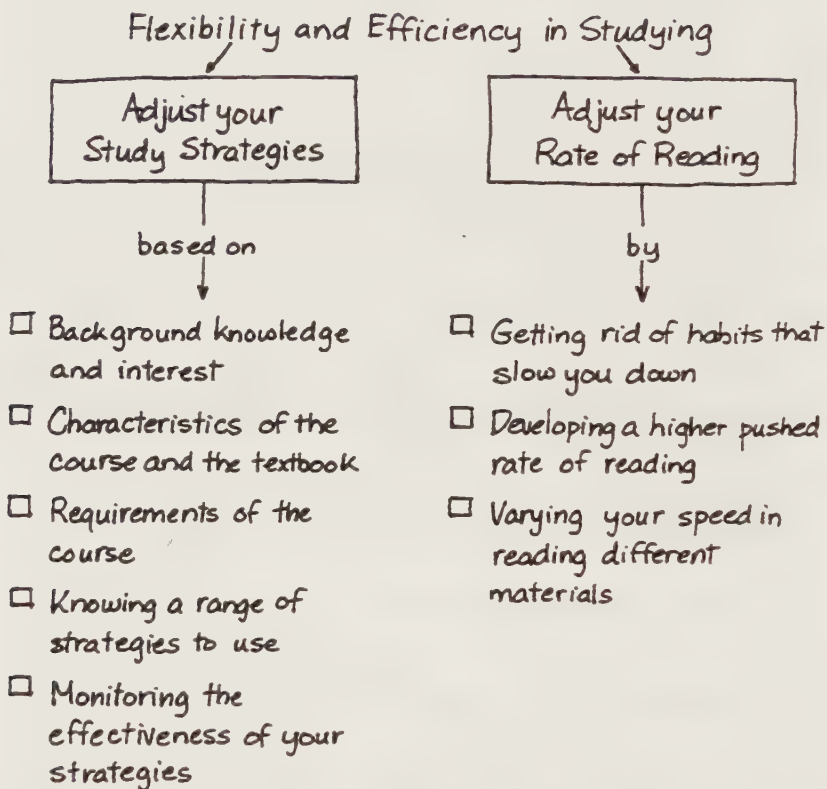 Flexibility and Efficiency in Studying
Adjust your
Study Strategies
based on
Background knowledge
and interest
Characteristics of the
course and the textbook
Requirements of the
course
Knowing a range of
strategies to use
Monitoring the
effectiveness of your
strategies
Adjust your
Rate of Reading
by
Getting rid of habits that
slow you down
Developing a higher pushed
rate of reading
Varying your speed in
reading different
materials